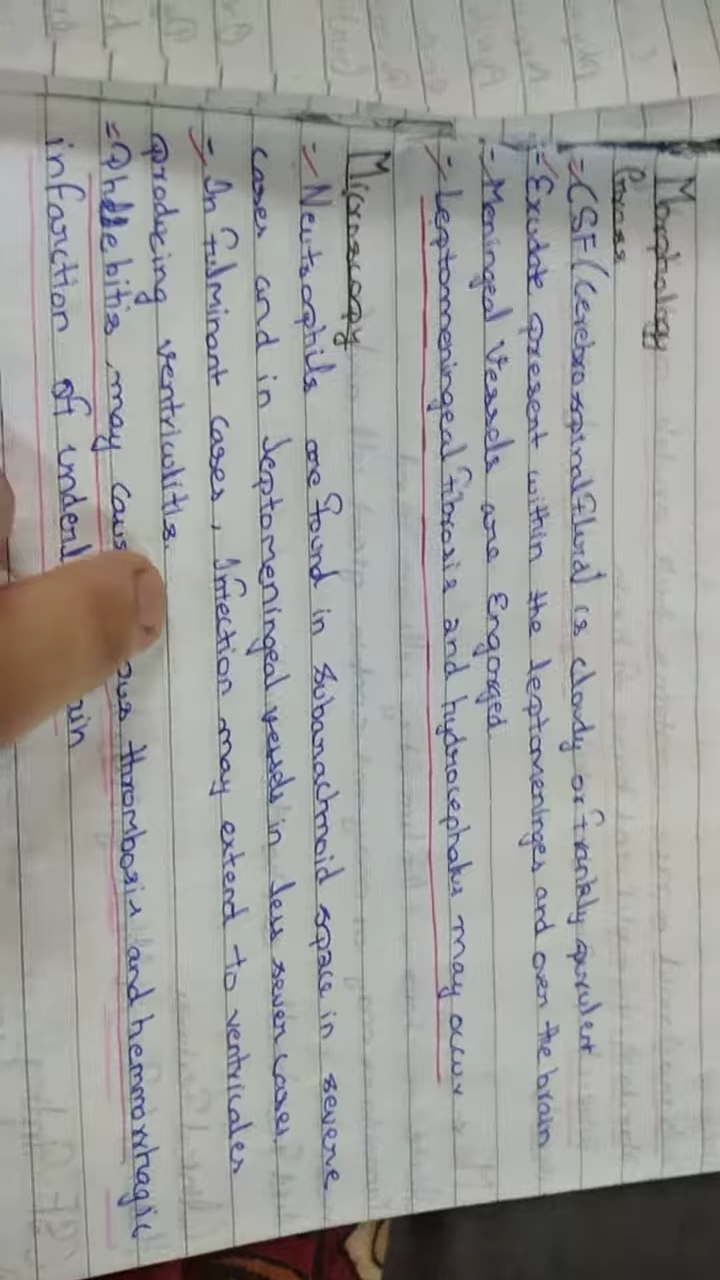 Morphology
Gross
= CSF (Cerebrospinal fluid) is cloudy or frankly purulent
= Exudate present within the leptomeninges and over the brain
= Meningeal Vessels are Engorged
= Leptomeningeal fibrosis and hydrocephalus may occur
Microscopy
= Neutrophils are found in subarachnoid space in severe
cases and in leptomeningeal vessels in less severe cases
= In fulminant cases, Infection may extend to ventricles
producing ventriculitis.
= Phlebitis may thrombosis and hemmorrhagic
infarction of